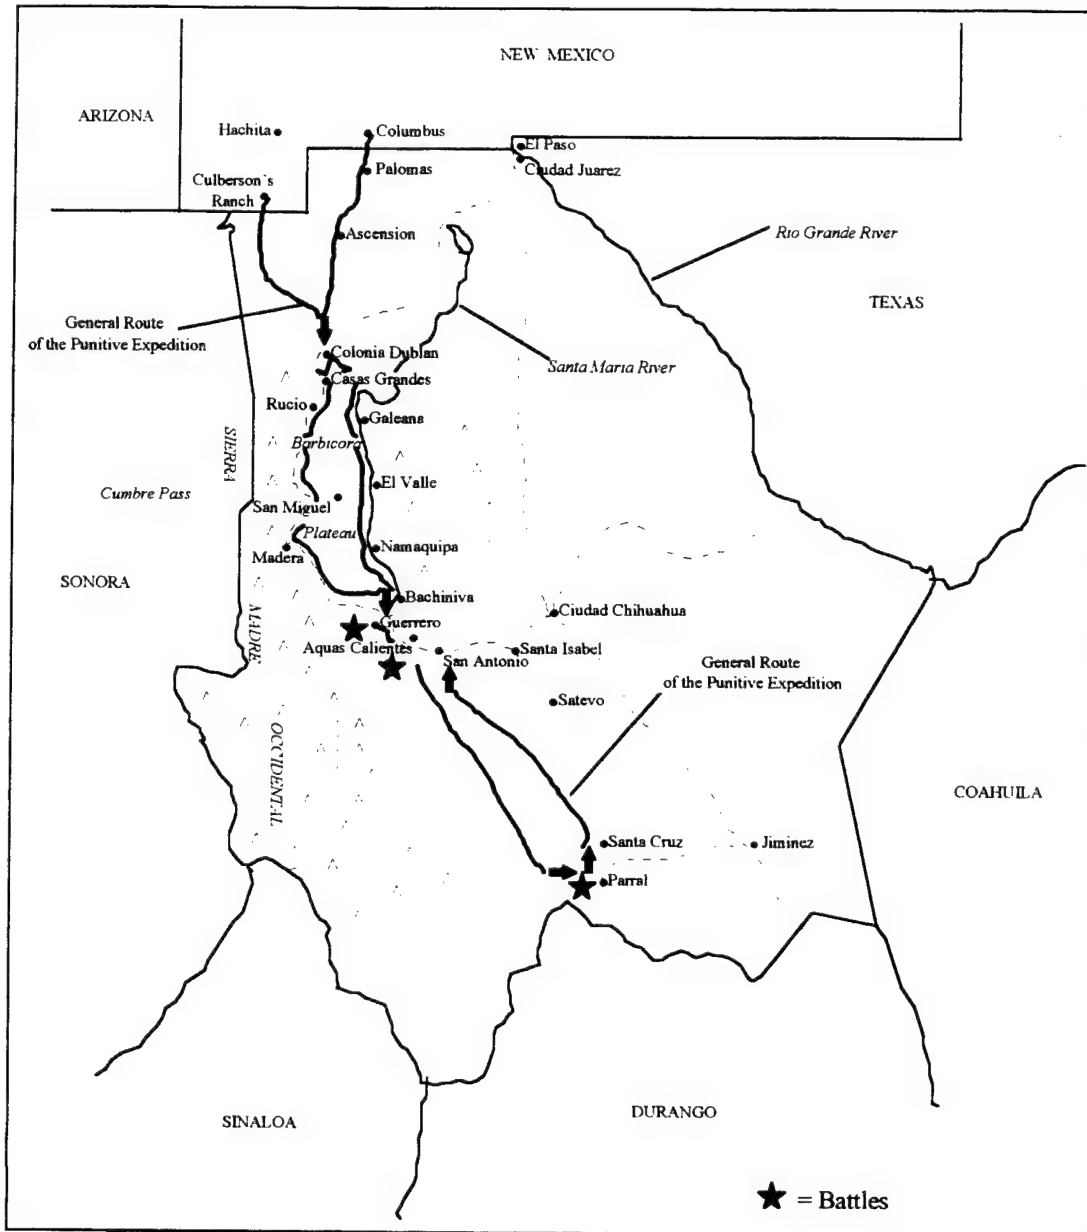 NEW MEXICO
ARIZONA
Hachita
Columbus
El Paso
Ciudad Juarez
Palomas
Culberson's
Ranch
Ascension
Rio Grande River
TEXAS
General Route
of the Punitive Expedition
Colonia Dublan
Santa Maria River
Casas Grandes
Rucio
Galeana
Barbicora
SIERRA
El Valle
Cumbre Pass
San Miguel
Plateau
Namaquipa
Madera
SONORA
Bachiniva
Ciudad Chihuahua
MADRE
Guerrero
Aquas Calientes
San Antonio
Santa Isabel
General Route
of the Punitive Expedition
Satevo
OCCIDENTAL
COAHUILA
Santa Cruz
Jiminez
Parral
SINALOA
DURANGO
= Battles